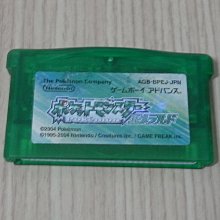 The Pokémon Company
AGB-BPEJ-JPN
Nintendo
ゲームボーイ アドバンス
ポケットモンスター
エメラルド
©2004 Pokémon.
©1995-2004 Nintendo / Creatures inc. / GAME FREAK inc.